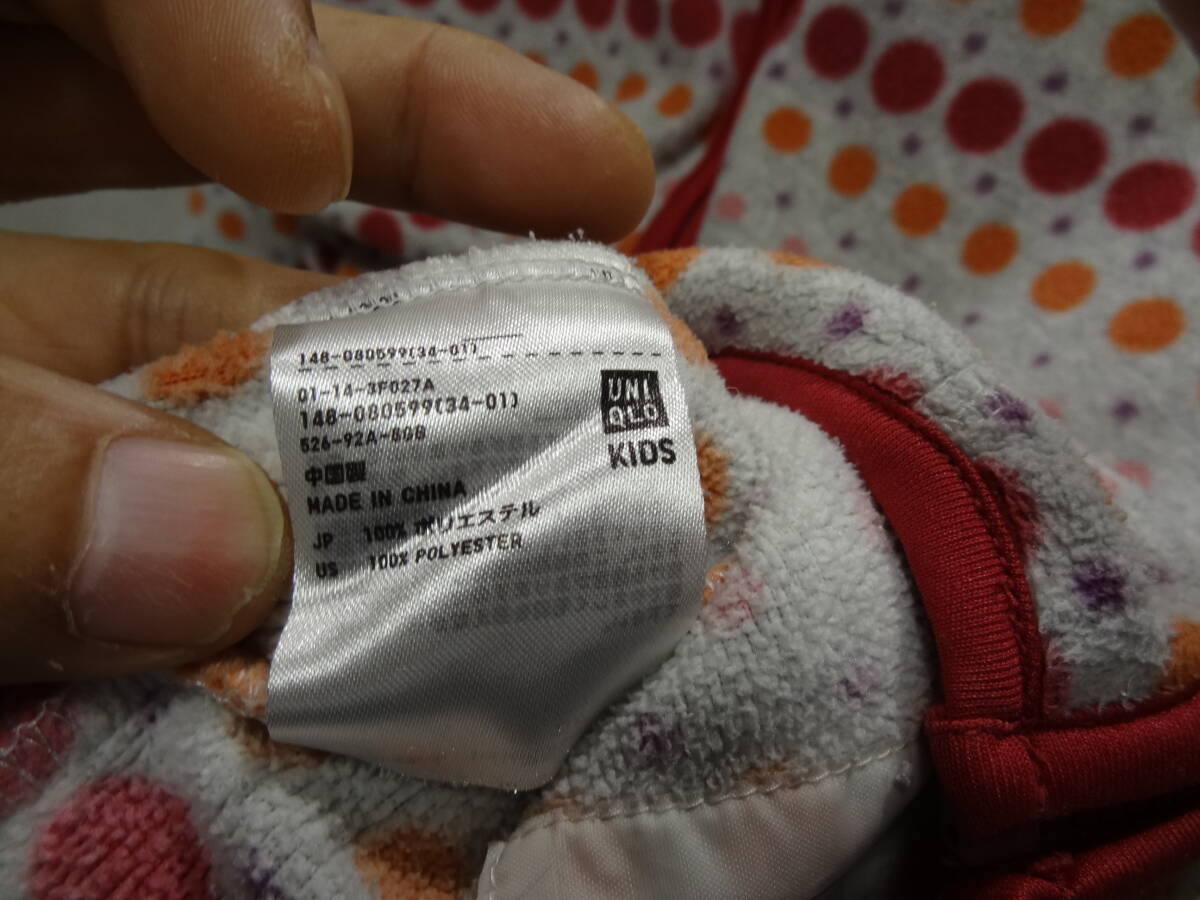 148-080599(34-01)
01-14-3F027A
148-080599(34-01)
526-92A-808
中国製
MADE IN CHINA
JP 100% ポリエステル
US 100% POLYESTER
UNI
QLO
KIDS